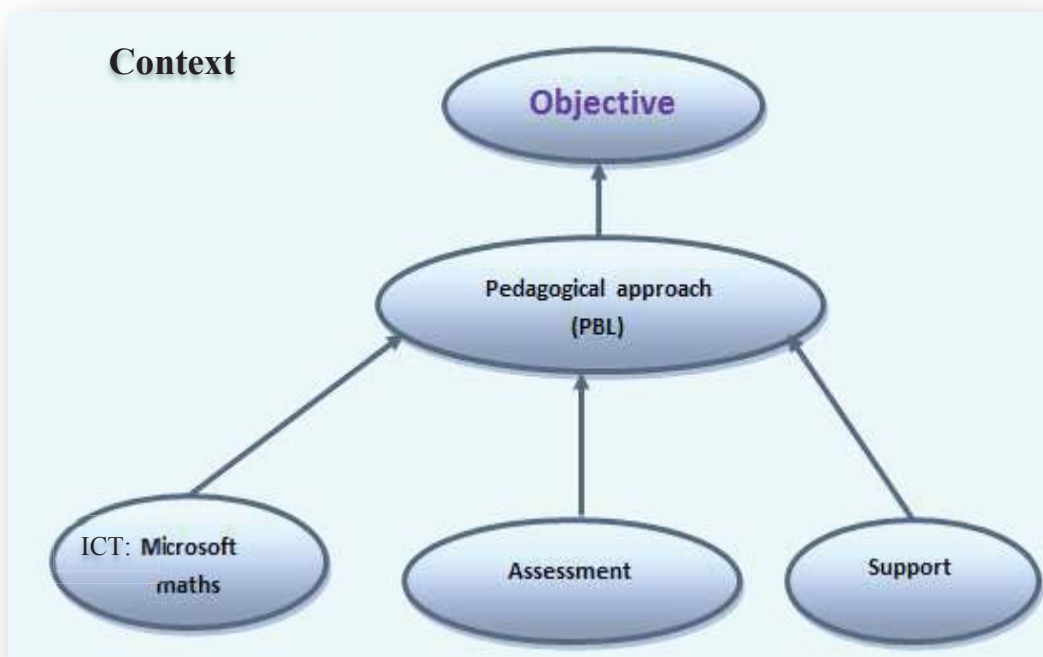 Context
Objective
Pedagogical approach
(PBL)
ICT: Microsoft
maths
Assessment
Support